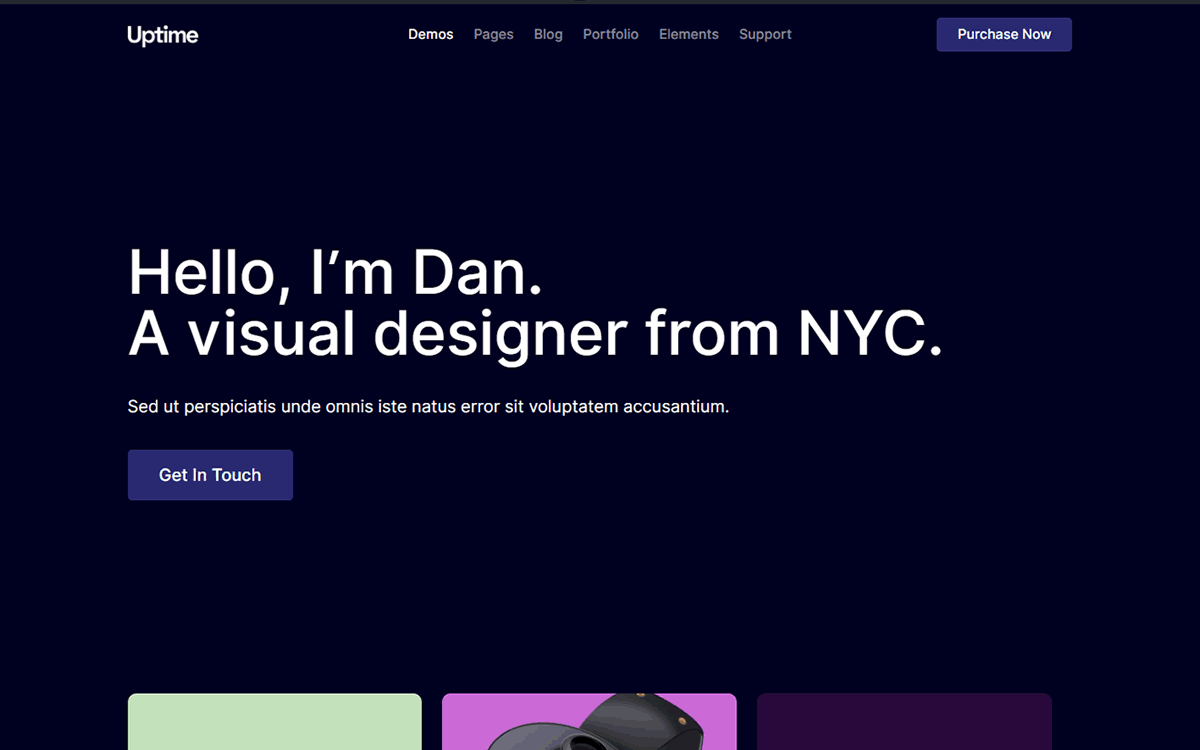 Uptime
Demos Pages Blog Portfolio Elements Support
Purchase Now
Hello, I’m Dan.
A visual designer from NYC.
Sed ut perspiciatis unde omnis iste natus error sit voluptatem accusantium.
Get In Touch